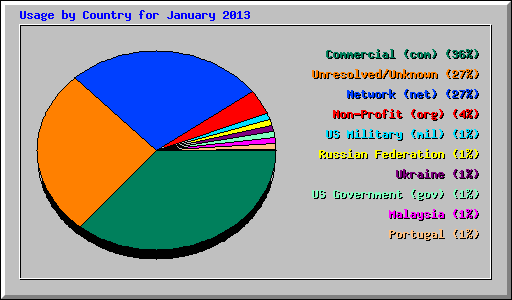 Usage by Country for January 2013
Commercial (com) (36%)
Unresolved/Unknown (27%)
Network (net) (27%)
Non-Profit (org) (4%)
US Military (mil) (1%)
Russian Federation (1%)
Ukraine (1%)
US Government (gov) (1%)
Malaysia (1%)
Portugal (1%)